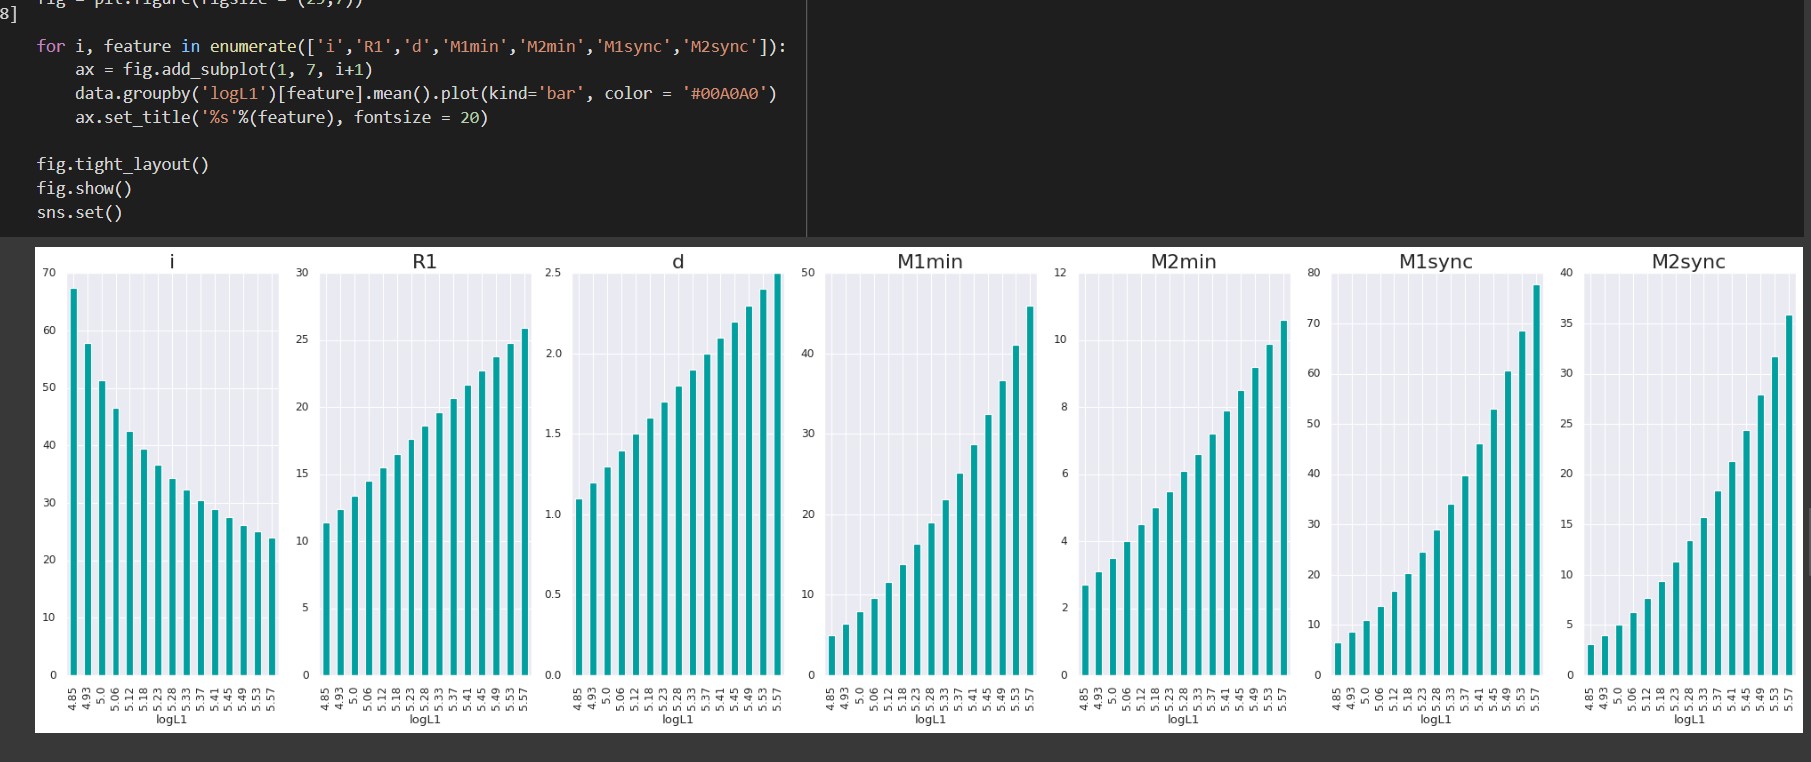 fig = plt.figure(figsize = (25,7))
8]
for i, feature in enumerate(['i','R1','d','M1min','M2min','M1sync','M2sync']):
ax = fig.add_subplot(1, 7, i+1)
data.groupby('logL1')[feature].mean().plot(kind='bar', color = '#00A0A0')
ax.set_title('%s'%(feature), fontsize = 20)
fig.tight_layout()
fig.show()
sns.set()
i
70
60
50
40
30
20
10
0
4.85 4.93 5.0 5.06 5.12 5.18 5.23 5.28 5.33 5.37 5.41 5.45 5.49 5.53 5.57
logL1
R1
30
25
20
15
10
5
0
4.85 4.93 5.0 5.06 5.12 5.18 5.23 5.28 5.33 5.37 5.41 5.45 5.49 5.53 5.57
logL1
d
2.5
2.0
1.5
1.0
0.5
0.0
4.85 4.93 5.0 5.06 5.12 5.18 5.23 5.28 5.33 5.37 5.41 5.45 5.49 5.53 5.57
logL1
M1min
50
40
30
20
10
0
4.85 4.93 5.0 5.06 5.12 5.18 5.23 5.28 5.33 5.37 5.41 5.45 5.49 5.53 5.57
logL1
M2min
12
10
8
6
4
2
0
4.85 4.93 5.0 5.06 5.12 5.18 5.23 5.28 5.33 5.37 5.41 5.45 5.49 5.53 5.57
logL1
M1sync
80
70
60
50
40
30
20
10
0
4.85 4.93 5.0 5.06 5.12 5.18 5.23 5.28 5.33 5.37 5.41 5.45 5.49 5.53 5.57
logL1
M2sync
40
35
30
25
20
15
10
5
0
4.85 4.93 5.0 5.06 5.12 5.18 5.23 5.28 5.33 5.37 5.41 5.45 5.49 5.53 5.57
logL1